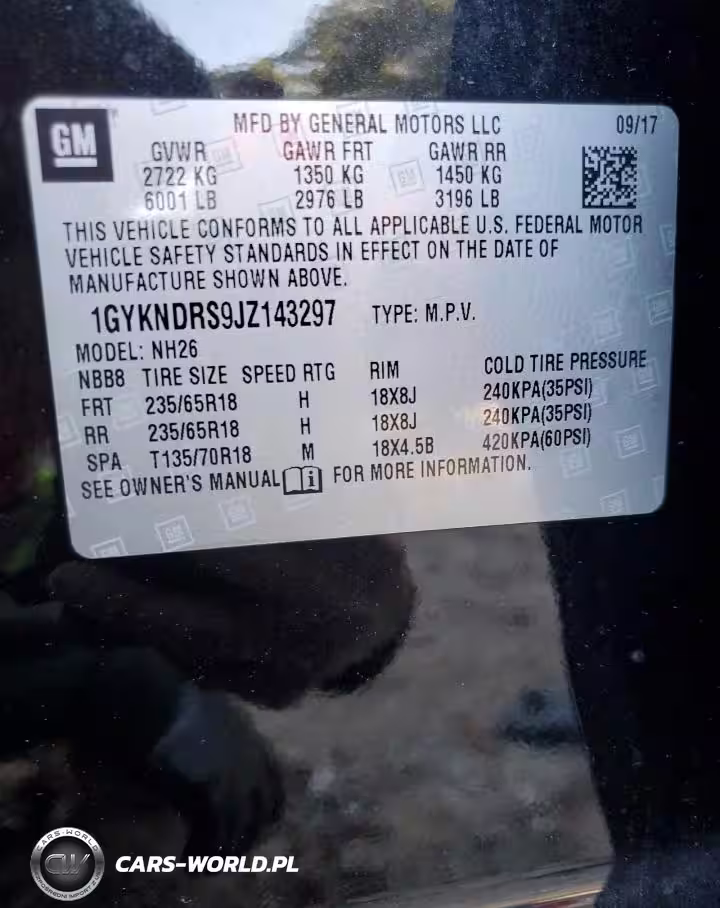 GM
MFD BY GENERAL MOTORS LLC 09/17
GVWR GAWR FRT GAWR RR
2722 KG 1350 KG 1450 KG
6001 LB 2976 LB 3196 LB
THIS VEHICLE CONFORMS TO ALL APPLICABLE U.S. FEDERAL MOTOR
VEHICLE SAFETY STANDARDS IN EFFECT ON THE DATE OF
MANUFACTURE SHOWN ABOVE.
1GYKNDRS9JZ143297 TYPE: M.P.V.
MODEL: NH26
NBB8 TIRE SIZE SPEED RTG RIM COLD TIRE PRESSURE
FRT 235/65R18 H 18X8J 240KPA(35PSI)
RR 235/65R18 H 18X8J 240KPA(35PSI)
SPA T135/70R18 M 18X4.5B 420KPA(60PSI)
SEE OWNER'S MANUAL i FOR MORE INFORMATION.
CARS-WORLD
CW
CARS-WORLD.PL